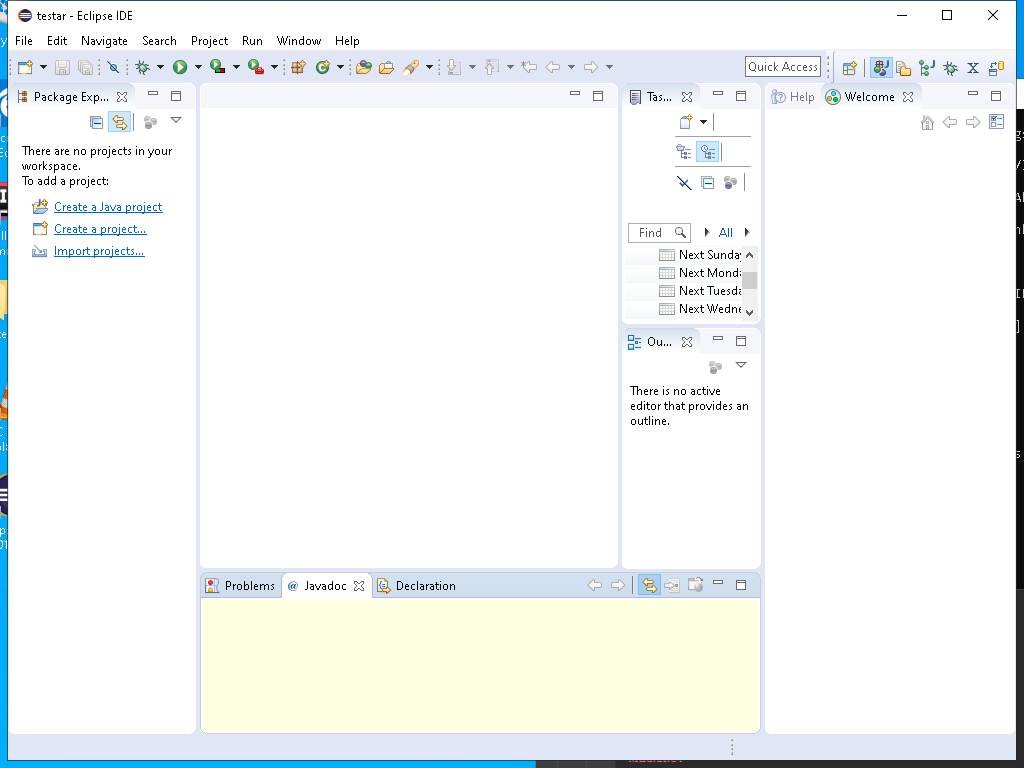 testar - Eclipse IDE
File Edit Navigate Search Project Run Window Help
Quick Access
Package Exp...
There are no projects in your
workspace.
To add a project:
Create a Java project
Create a project...
Import projects...
Tas...
Find
All
Next Sunday
Next Monda
Next Tuesda
Next Wedne
Ou...
There is no active
editor that provides an
outline.
Help
Welcome
Problems
@ Javadoc
Declaration